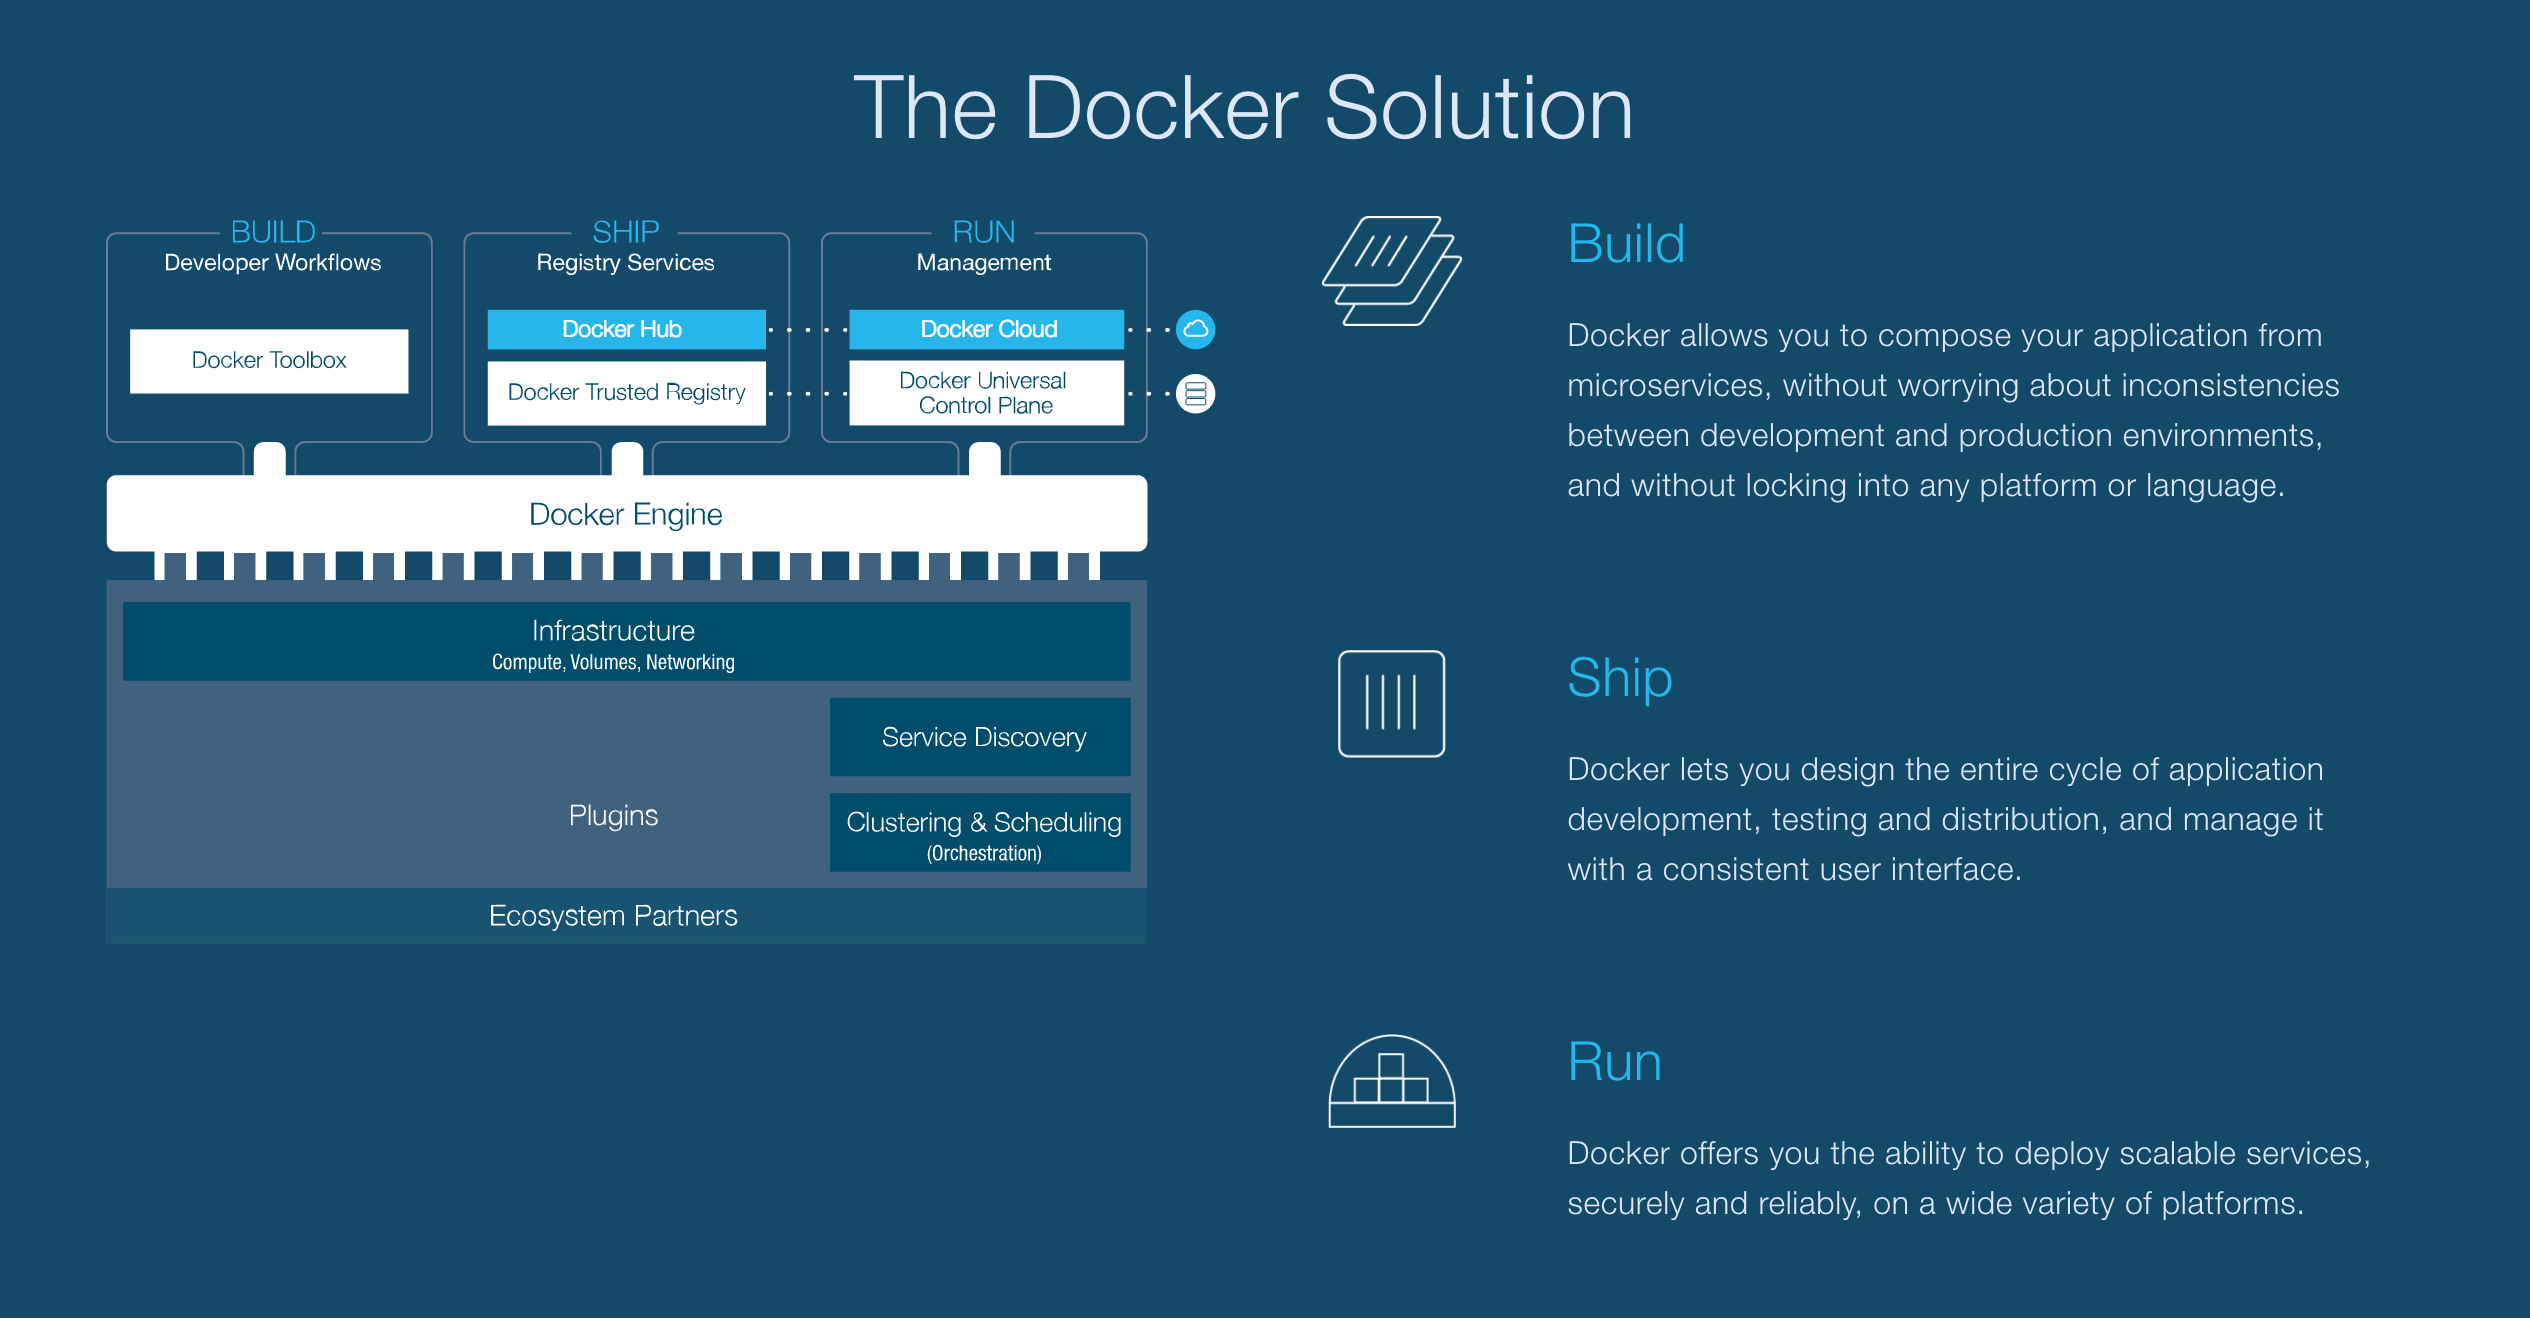 The Docker Solution
BUILD
Developer Workflows
Docker Toolbox
SHIP
Registry Services
Docker Hub
Docker Trusted Registry
RUN
Management
Docker Cloud
Docker Universal
Control Plane
Docker Engine
Infrastructure
Compute, Volumes, Networking
Service Discovery
Plugins
Clustering & Scheduling
(Orchestration)
Ecosystem Partners
Build
Docker allows you to compose your application from
microservices, without worrying about inconsistencies
between development and production environments,
and without locking into any platform or language.
Ship
Docker lets you design the entire cycle of application
development, testing and distribution, and manage it
with a consistent user interface.
Run
Docker offers you the ability to deploy scalable services,
securely and reliably, on a wide variety of platforms.